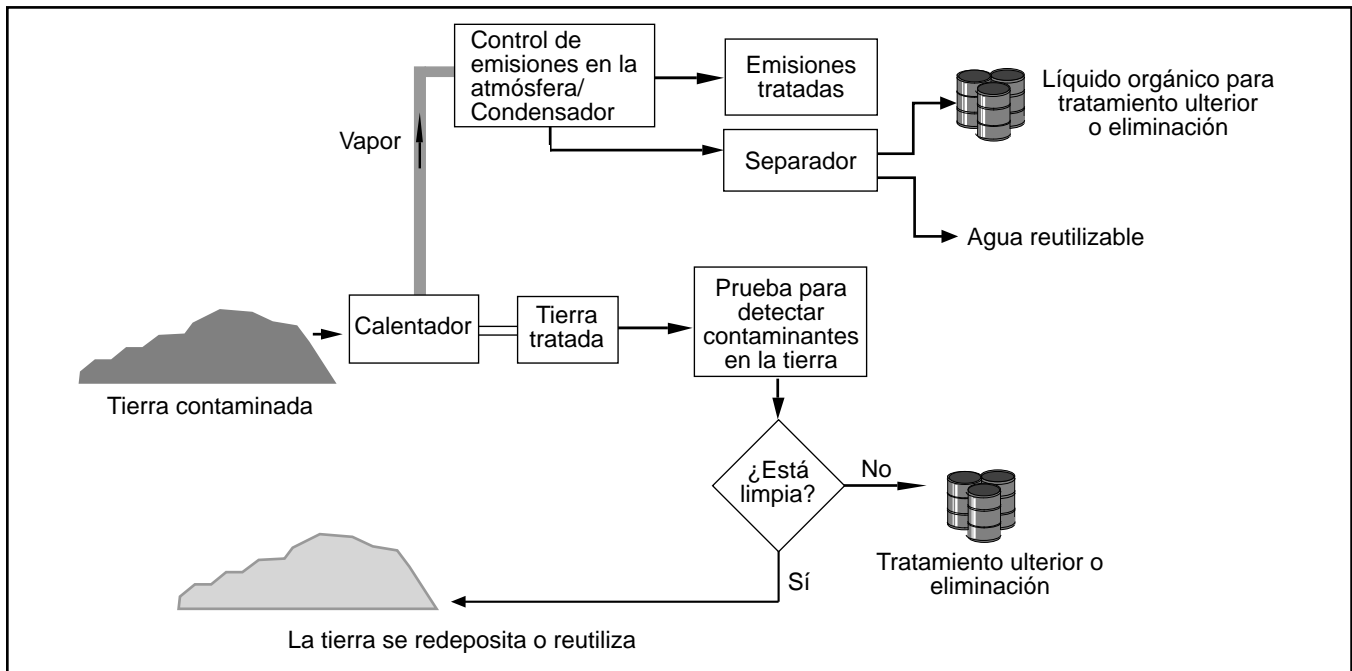 Control de
emisiones en la
atmósfera/
Condensador
Emisiones
tratadas
Líquido orgánico para
tratamiento ulterior
o eliminación
Vapor
Separador
Agua reutilizable
Calentador
Tierra
tratada
Prueba para
detectar
contaminantes
en la tierra
Tierra contaminada
¿Está
limpia?
No
Tratamiento ulterior o
eliminación
Sí
La tierra se redeposita o reutiliza